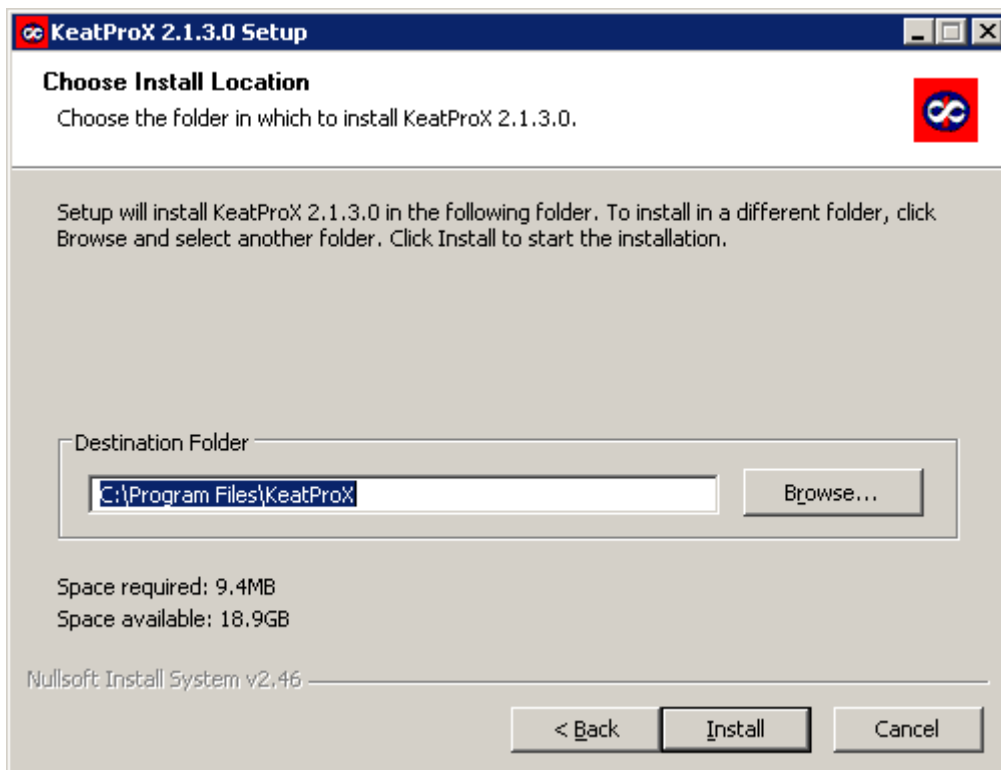 KeatProX 2.1.3.0 Setup
Choose Install Location
Choose the folder in which to install KeatProX 2.1.3.0.
Setup will install KeatProX 2.1.3.0 in the following folder. To install in a different folder, click
Browse and select another folder. Click Install to start the installation.
Destination Folder
C:\Program Files\KeatProX
Browse...
Space required: 9.4MB
Space available: 18.9GB
Nullsoft Install System v2.46
< Back
Install
Cancel